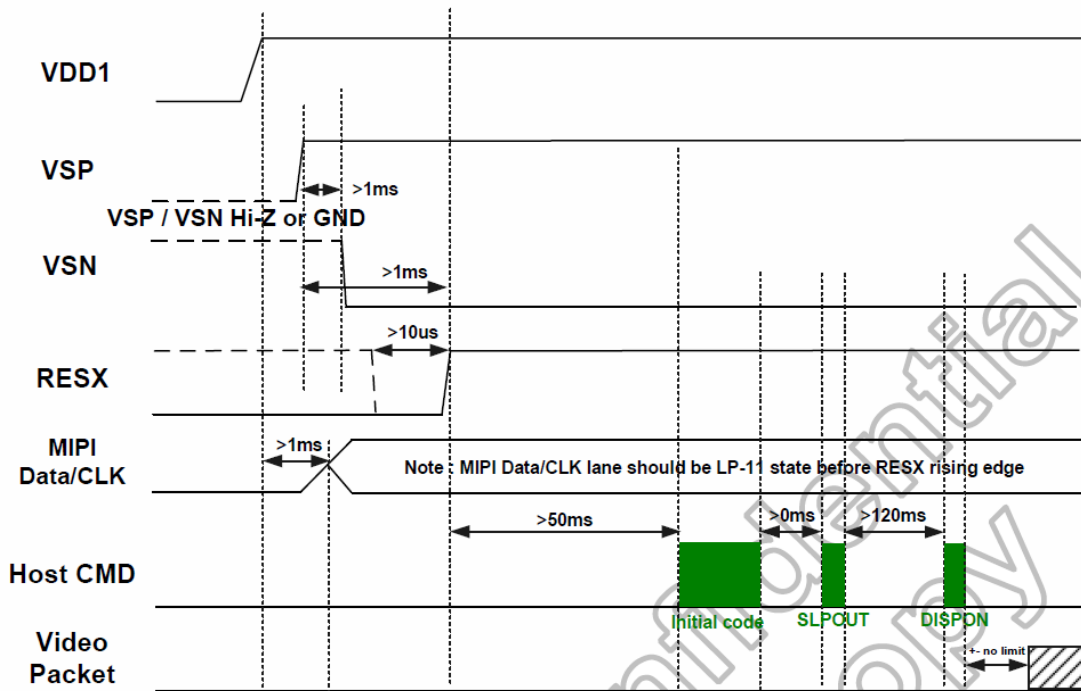 VDD1
VSP
>1ms
VSP / VSN Hi-Z or GND
VSN
>1ms
>10us
RESX
MIPI
Data/CLK
>1ms
Note : MIPI Data/CLK lane should be LP-11 state before RESX rising edge
>50ms
>0ms
>120ms
Host CMD
Initial code
SLPOUT
DISPON
Video
Packet
+- no limit
nfidential
opy